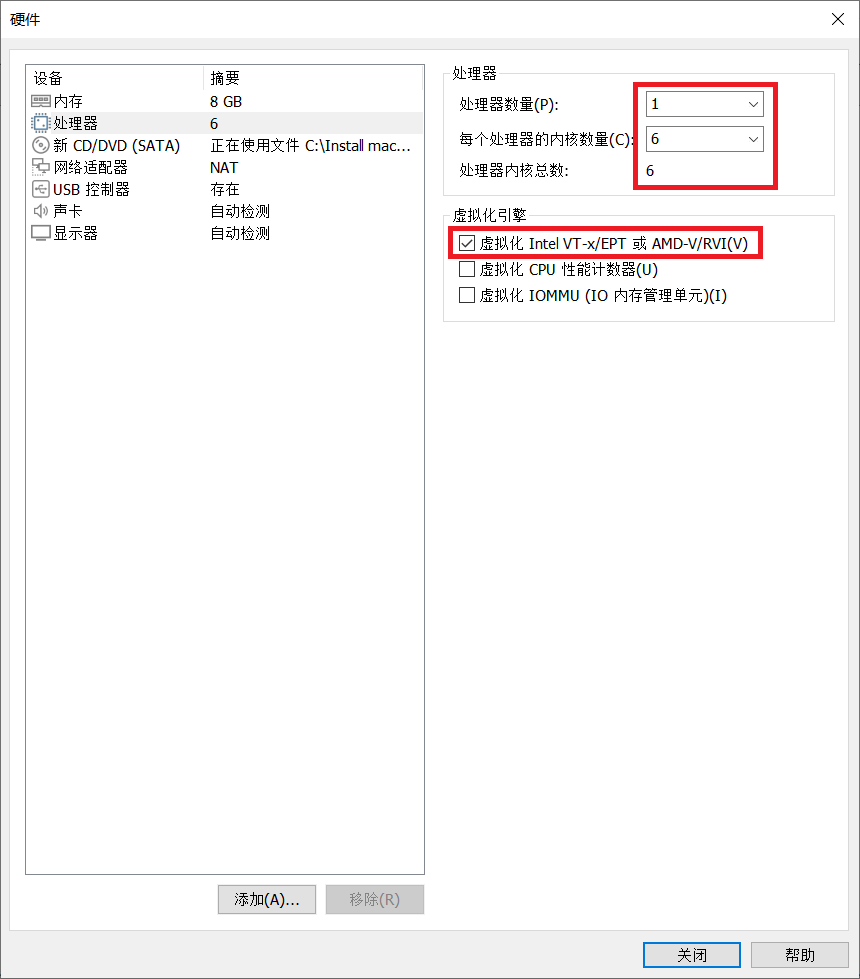 硬件
设备 摘要
内存 8 GB
处理器 6
新 CD/DVD (SATA) 正在使用文件 C:\Install mac...
网络适配器 NAT
USB 控制器 存在
声卡 自动检测
显示器 自动检测
添加(A)... 移除(R)
处理器
处理器数量(P): 1
每个处理器的内核数量(C): 6
处理器内核总数: 6
虚拟化引擎
虚拟化 Intel VT-x/EPT 或 AMD-V/RVI(V)
虚拟化 CPU 性能计数器(U)
虚拟化 IOMMU (IO 内存管理单元)(I)
关闭 帮助